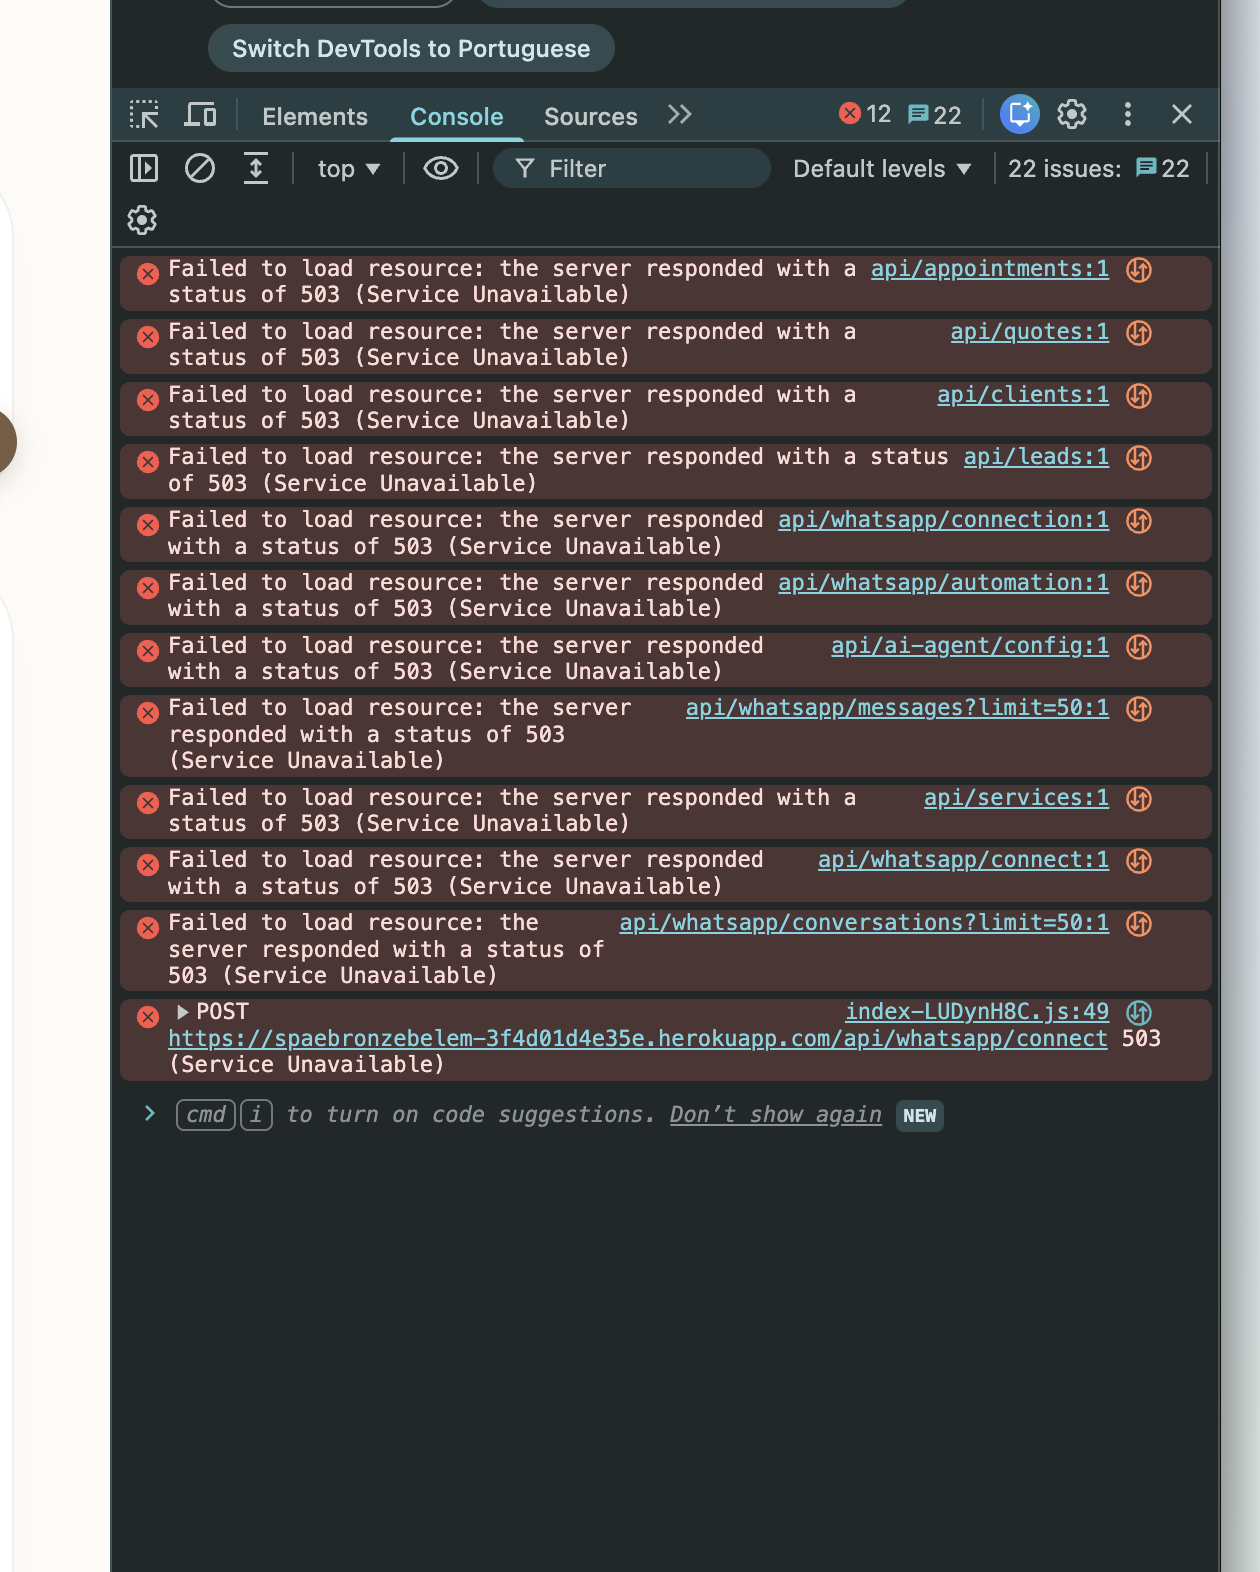 Switch DevTools to Portuguese
Elements Console Sources 12 22
top Filter Default levels 22 issues: 22
Failed to load resource: the server responded with a api/appointments:1
status of 503 (Service Unavailable)
Failed to load resource: the server responded with a api/quotes:1
status of 503 (Service Unavailable)
Failed to load resource: the server responded with a api/clients:1
status of 503 (Service Unavailable)
Failed to load resource: the server responded with a status api/leads:1
of 503 (Service Unavailable)
Failed to load resource: the server responded api/whatsapp/connection:1
with a status of 503 (Service Unavailable)
Failed to load resource: the server responded api/whatsapp/automation:1
with a status of 503 (Service Unavailable)
Failed to load resource: the server responded api/ai-agent/config:1
with a status of 503 (Service Unavailable)
Failed to load resource: the server api/whatsapp/messages?limit=50:1
responded with a status of 503
(Service Unavailable)
Failed to load resource: the server responded with a api/services:1
status of 503 (Service Unavailable)
Failed to load resource: the server responded api/whatsapp/connect:1
with a status of 503 (Service Unavailable)
Failed to load resource: the api/whatsapp/conversations?limit=50:1
server responded with a status of
503 (Service Unavailable)
POST index-LUDynH8C.js:49
https://spaebronzebelem-3f4d01d4e35e.herokuapp.com/api/whatsapp/connect 503
(Service Unavailable)
cmd i to turn on code suggestions. Don’t show again NEW